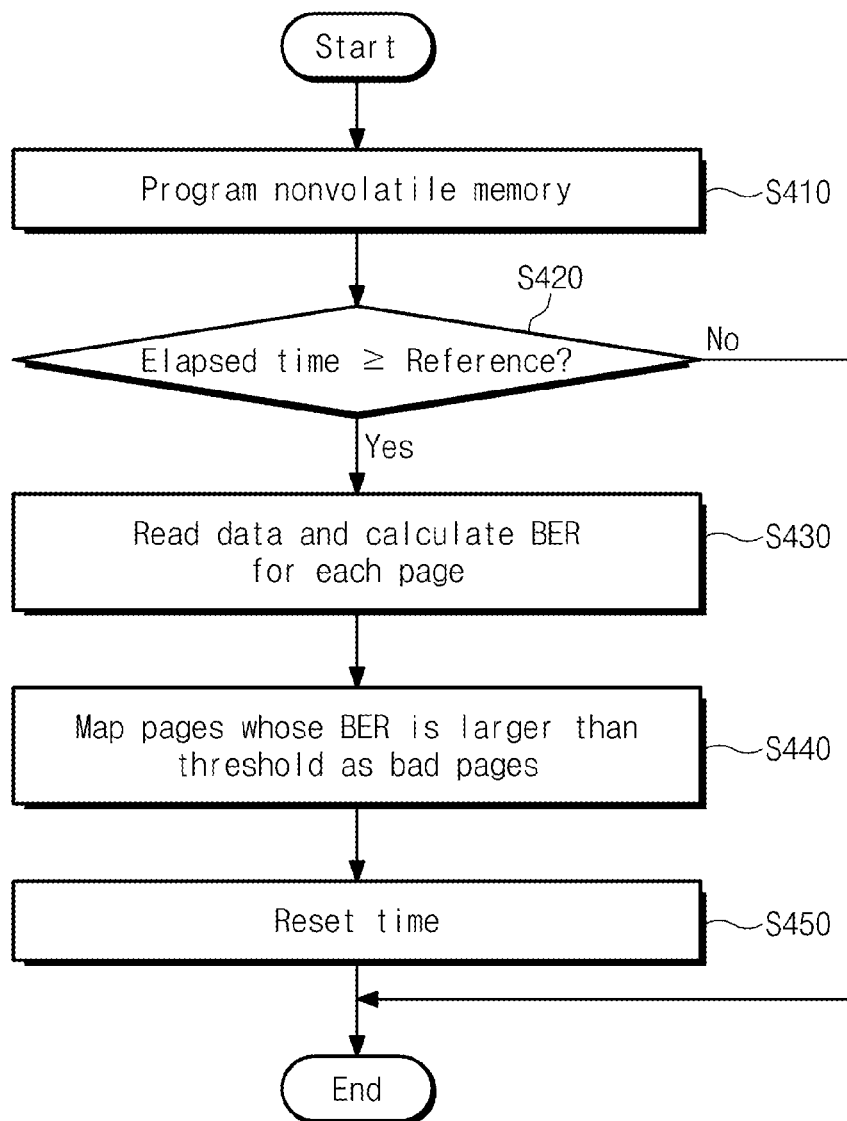 Start
Program nonvolatile memory
S410
S420
Elapsed time ≥ Reference?
No
Yes
Read data and calculate BER
for each page
S430
Map pages whose BER is larger than
threshold as bad pages
S440
Reset time
S450
End